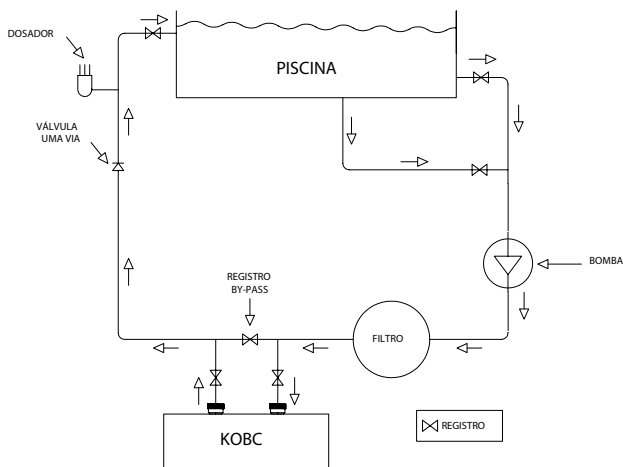 DOSADOR
PISCINA
VÁLVULA
UMA VIA
BOMBA
REGISTRO
BY-PASS
FILTRO
KOBC
REGISTRO